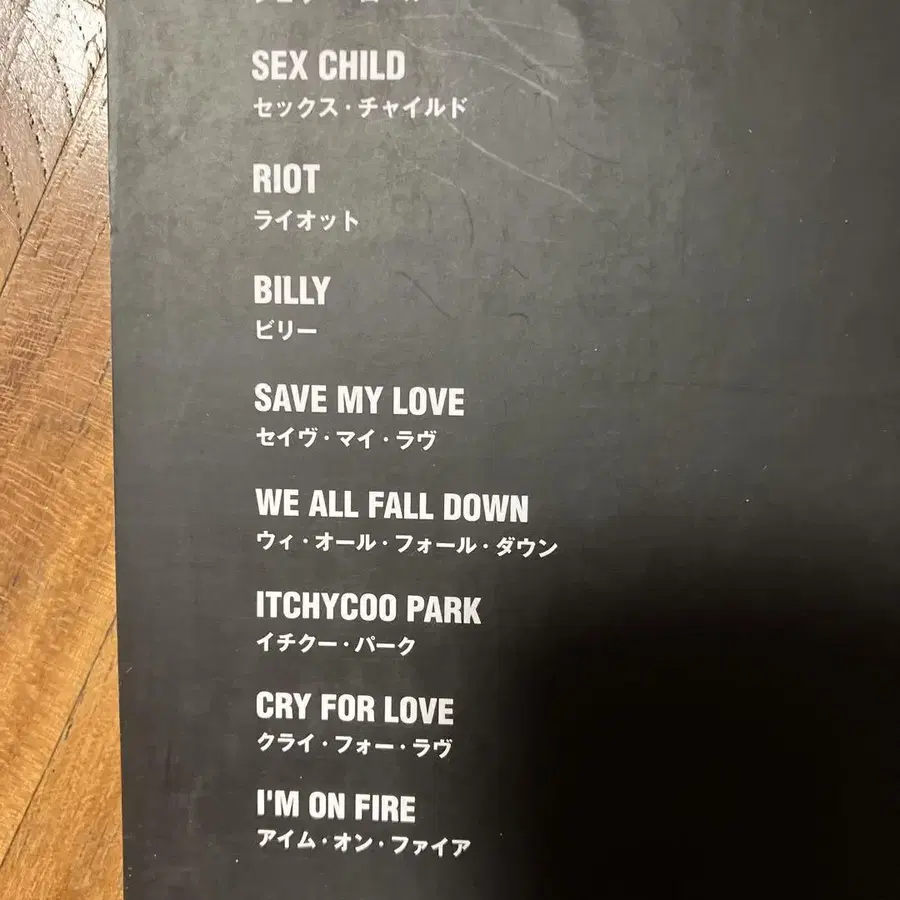 SEX CHILD
セックス・チャイルド
RIOT
ライオット
BILLY
ビリー
SAVE MY LOVE
セイヴ・マイ・ラヴ
WE ALL FALL DOWN
ウィ・オール・フォール・ダウン
ITCHYCOO PARK
イチクー・パーク
CRY FOR LOVE
クライ・フォー・ラヴ
I'M ON FIRE
アイム・オン・ファイア